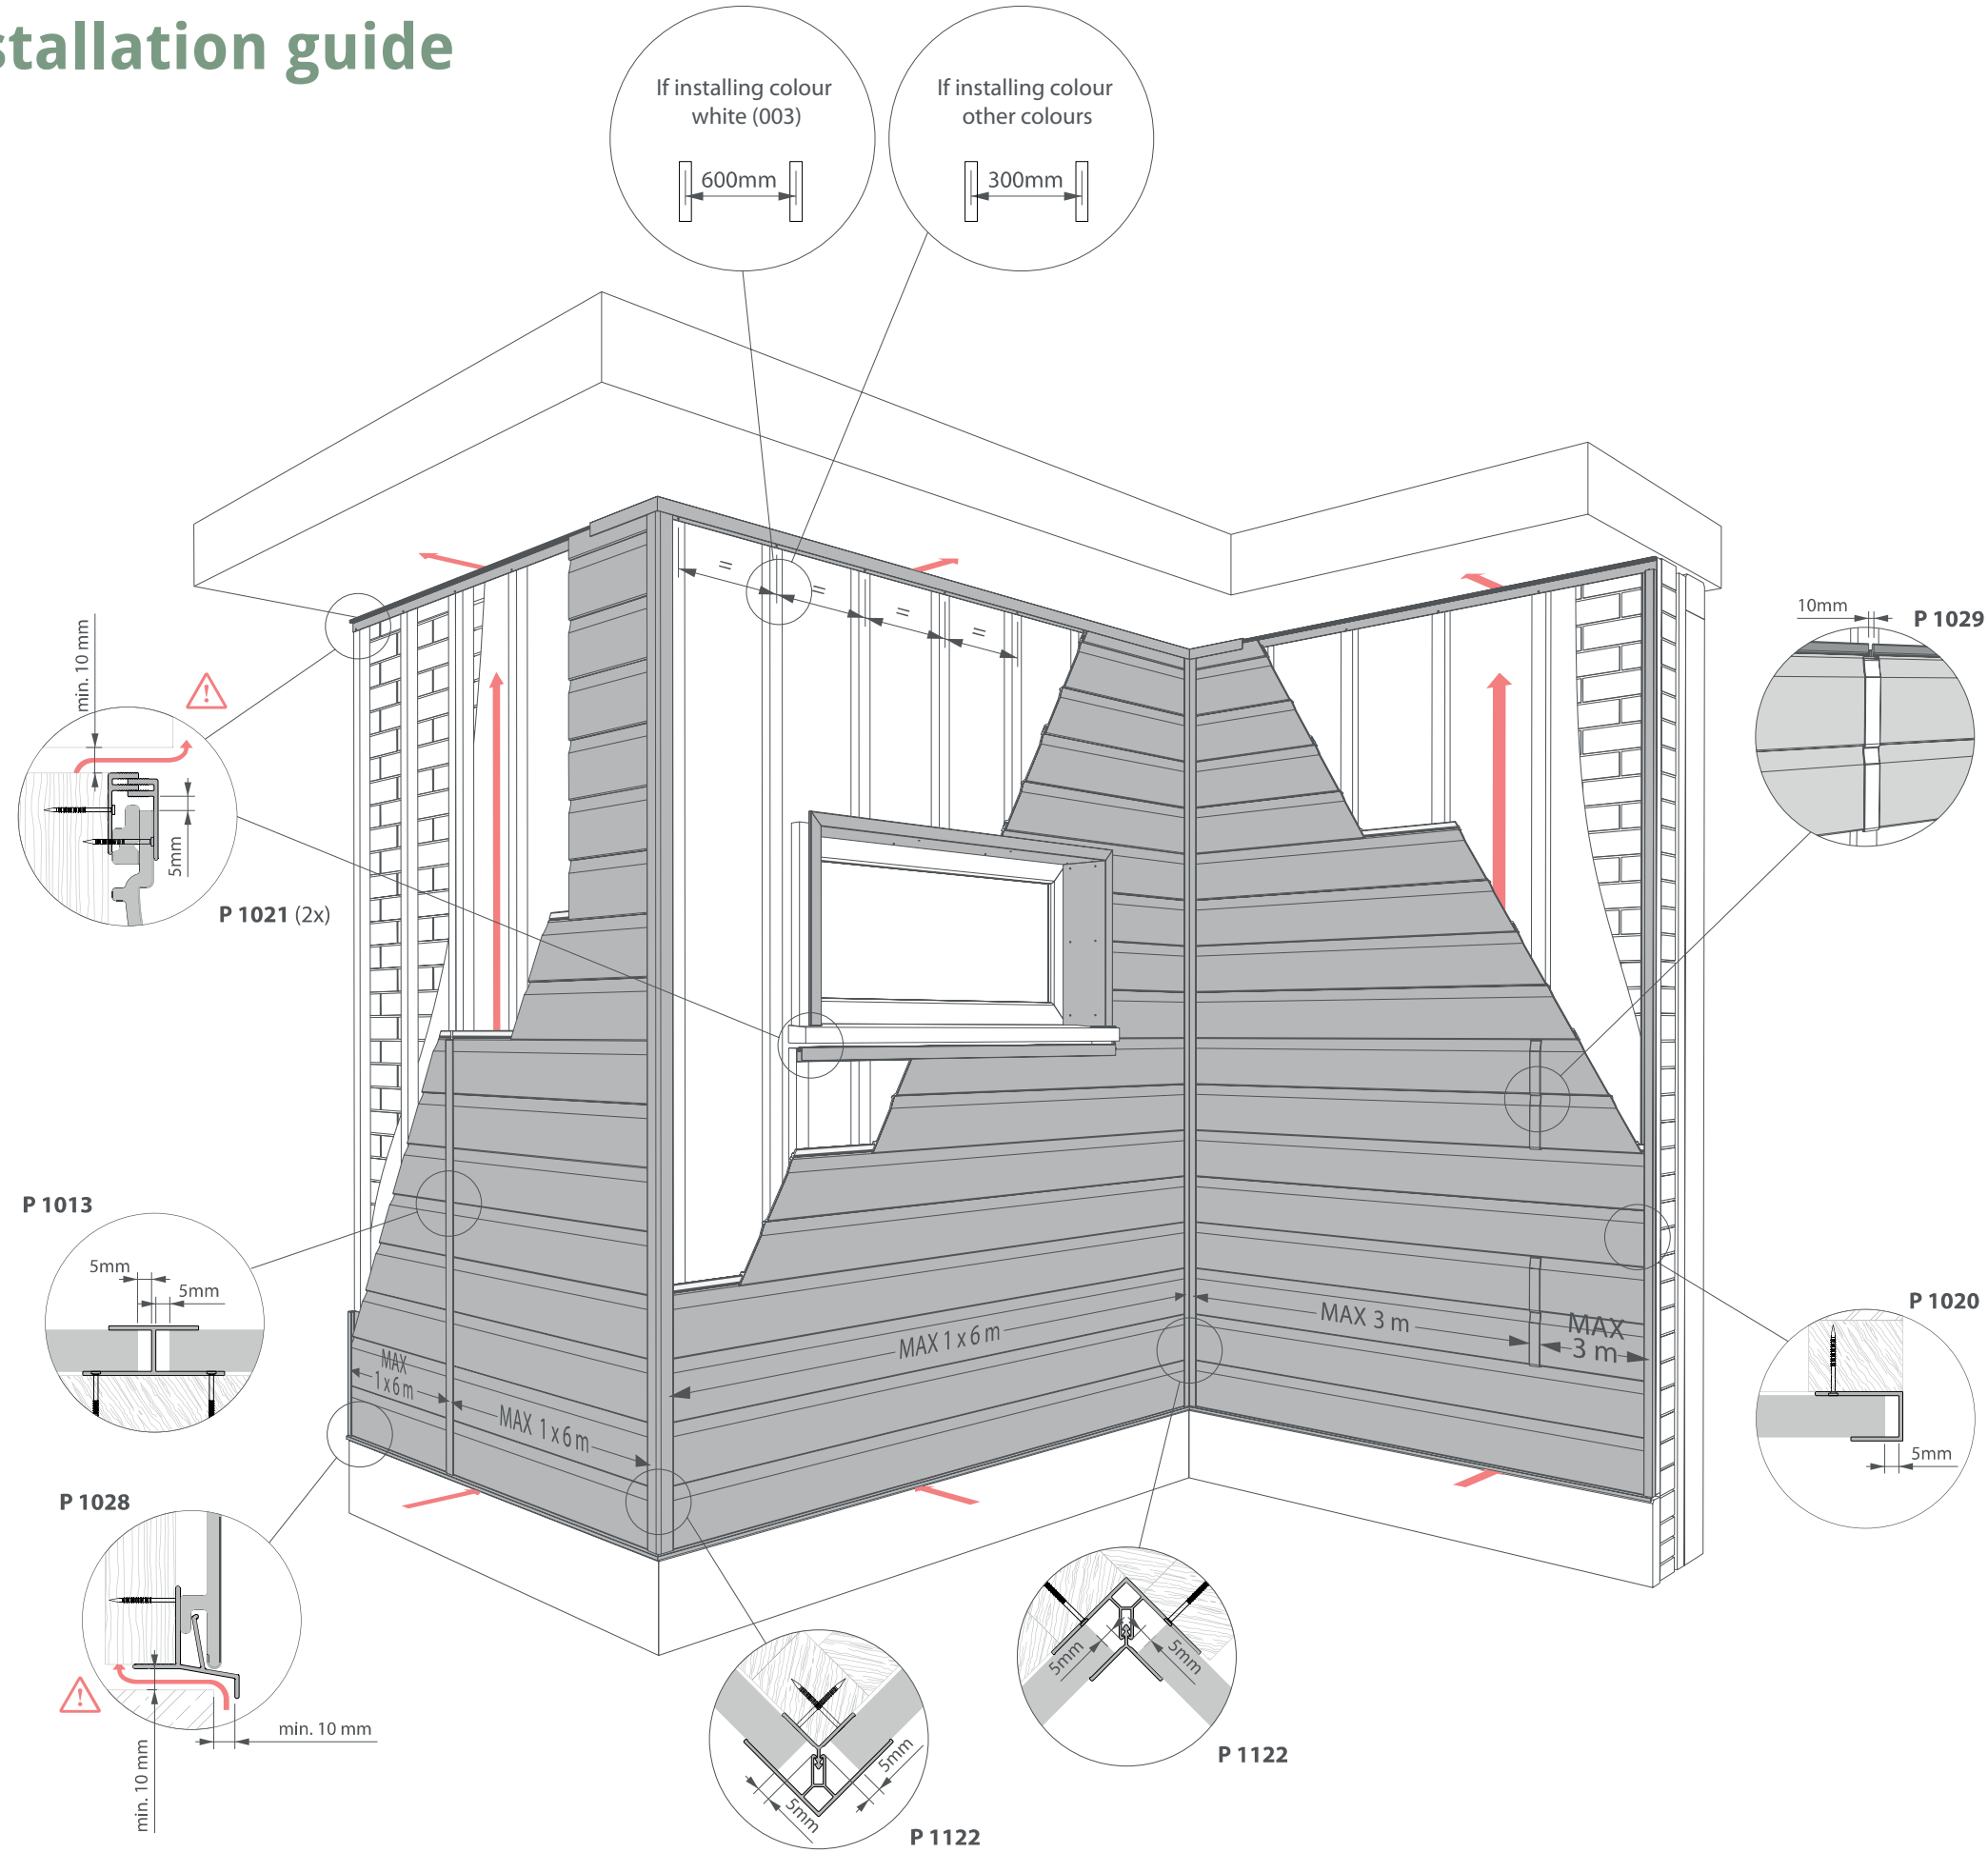 stallation guide
If installing colour
white (003)
600mm
If installing colour
other colours
300mm
=
=
=
=
10mm
P 1029
min. 10 mm
5mm
P 1021 (2x)
P 1013
5mm
5mm
P 1020
5mm
MAX
1 x 6 m
MAX 1 x 6 m
MAX 1 x 6 m
MAX 3 m
MAX
3 m
P 1028
min. 10 mm
min. 10 mm
5mm
5mm
P 1122
5mm
5mm
P 1122